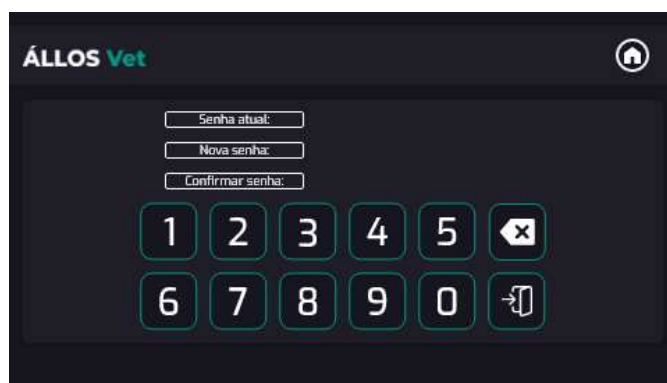 ÁLLOS Vet
Senha atual:
Nova senha:
Confirmar senha:
1 2 3 4 5
6 7 8 9 0